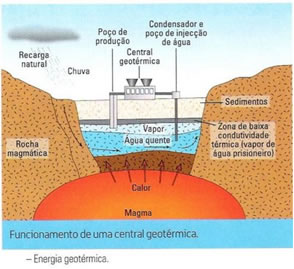 Poço de
produção
Condensador e
poço de injecção
de água
Central
geotérmica
Recarga
natural
Chuva
Sedimentos
Vapor
Água quente
Zona de baixa
condutividade
térmica (vapor de
água prisioneiro)
Rocha
magmática
Calor
Magma
Funcionamento de uma central geotérmica.
– Energia geotérmica.